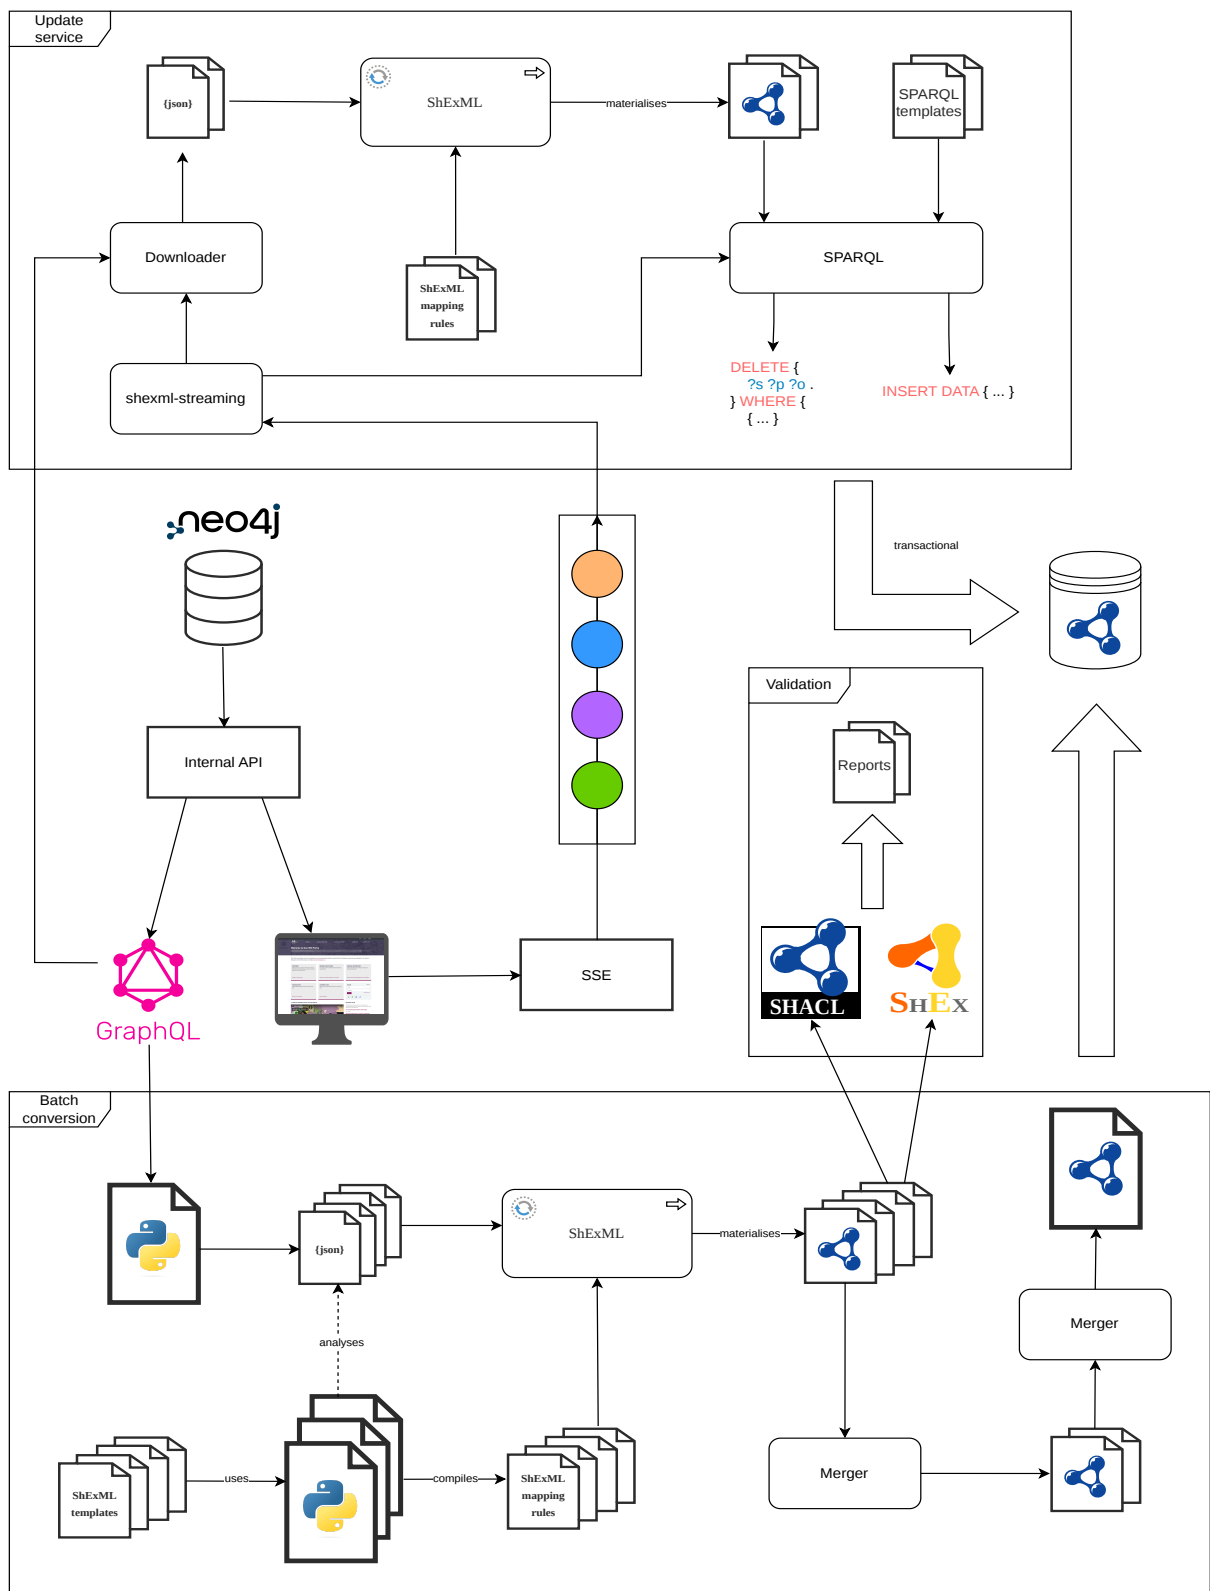 Update
service
{json}
ShExML
materialises
SPARQL
templates
Downloader
SPARQL
ShExML
mapping
rules
shexml-streaming
DELETE {
?s ?p ?o .
} WHERE {
{ ... }
INSERT DATA { ... }
neo4j
transactional
Validation
Reports
Internal API
SSE
SHACL
SHEX
GraphQL
Batch
conversion
{json}
ShExML
materialises
Merger
analyses
ShExML
templates
uses
compiles
ShExML
mapping
rules
Merger